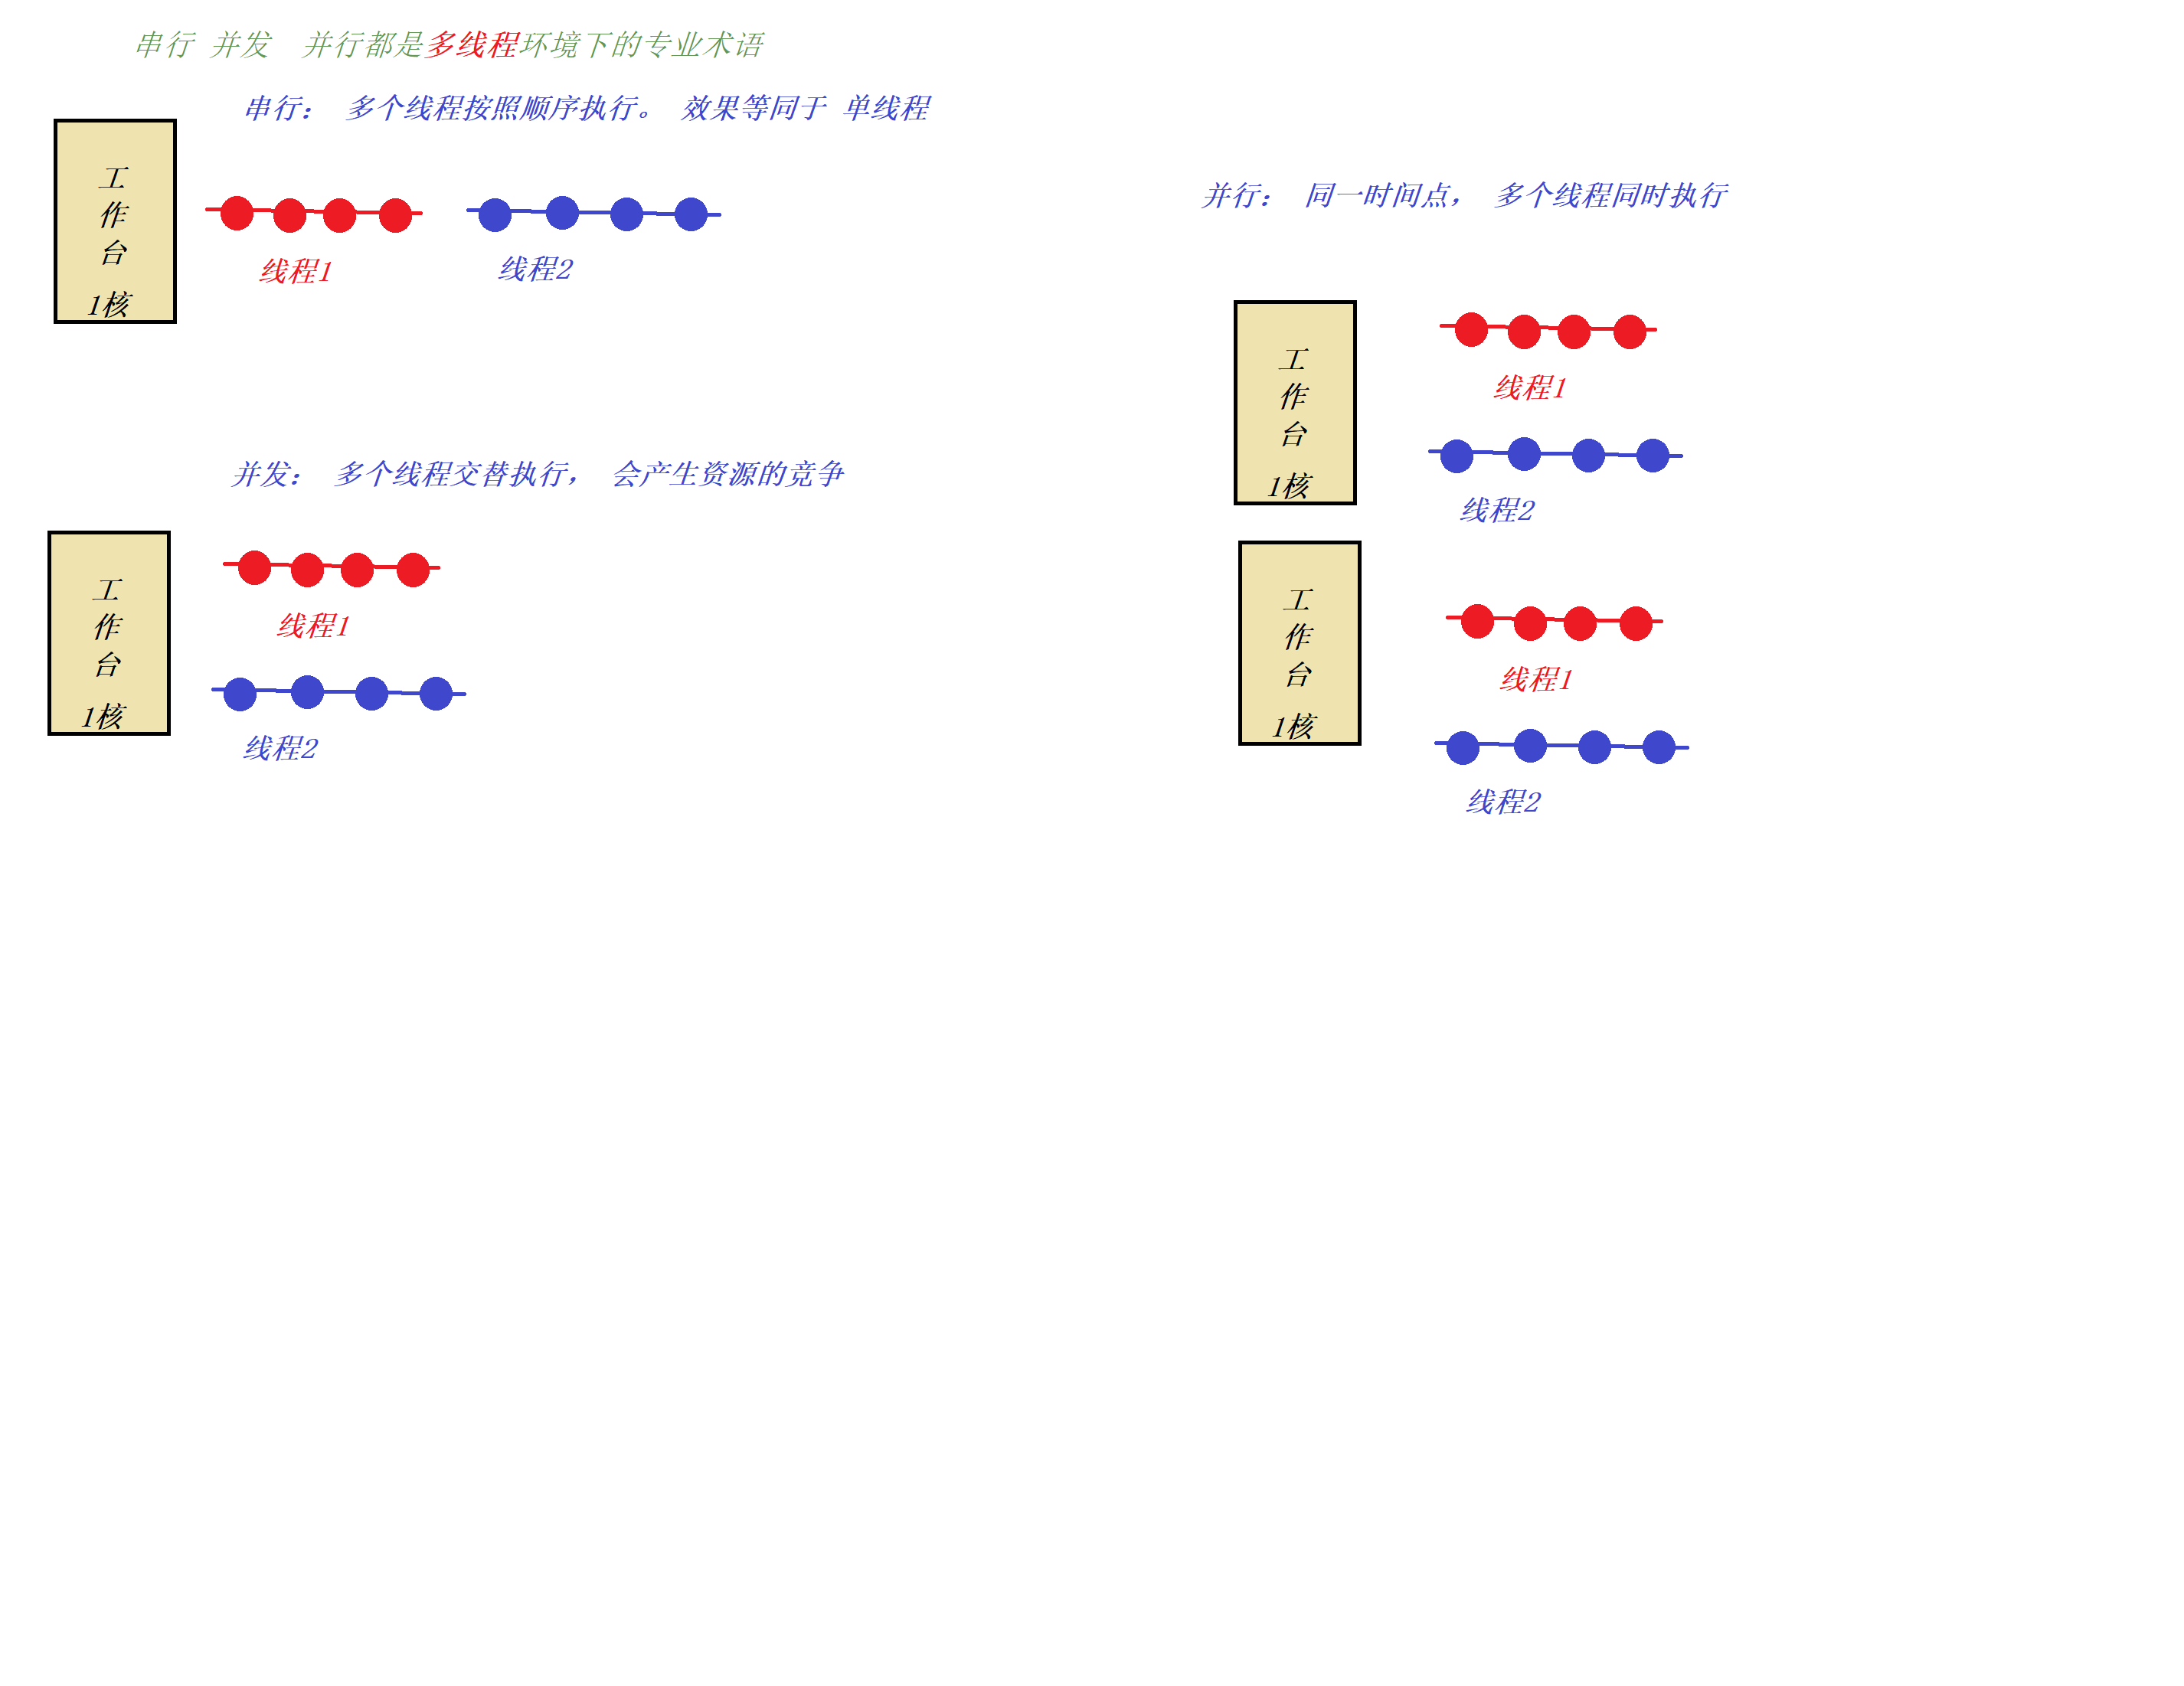 串行 并发  并行都是多线程环境下的专业术语
串行： 多个线程按照顺序执行。 效果等同于 单线程
工
作
台
1核
线程1
线程2
并发： 多个线程交替执行， 会产生资源的竞争
工
作
台
1核
线程1
线程2
并行： 同一时间点， 多个线程同时执行
工
作
台
1核
线程1
线程2
工
作
台
1核
线程1
线程2